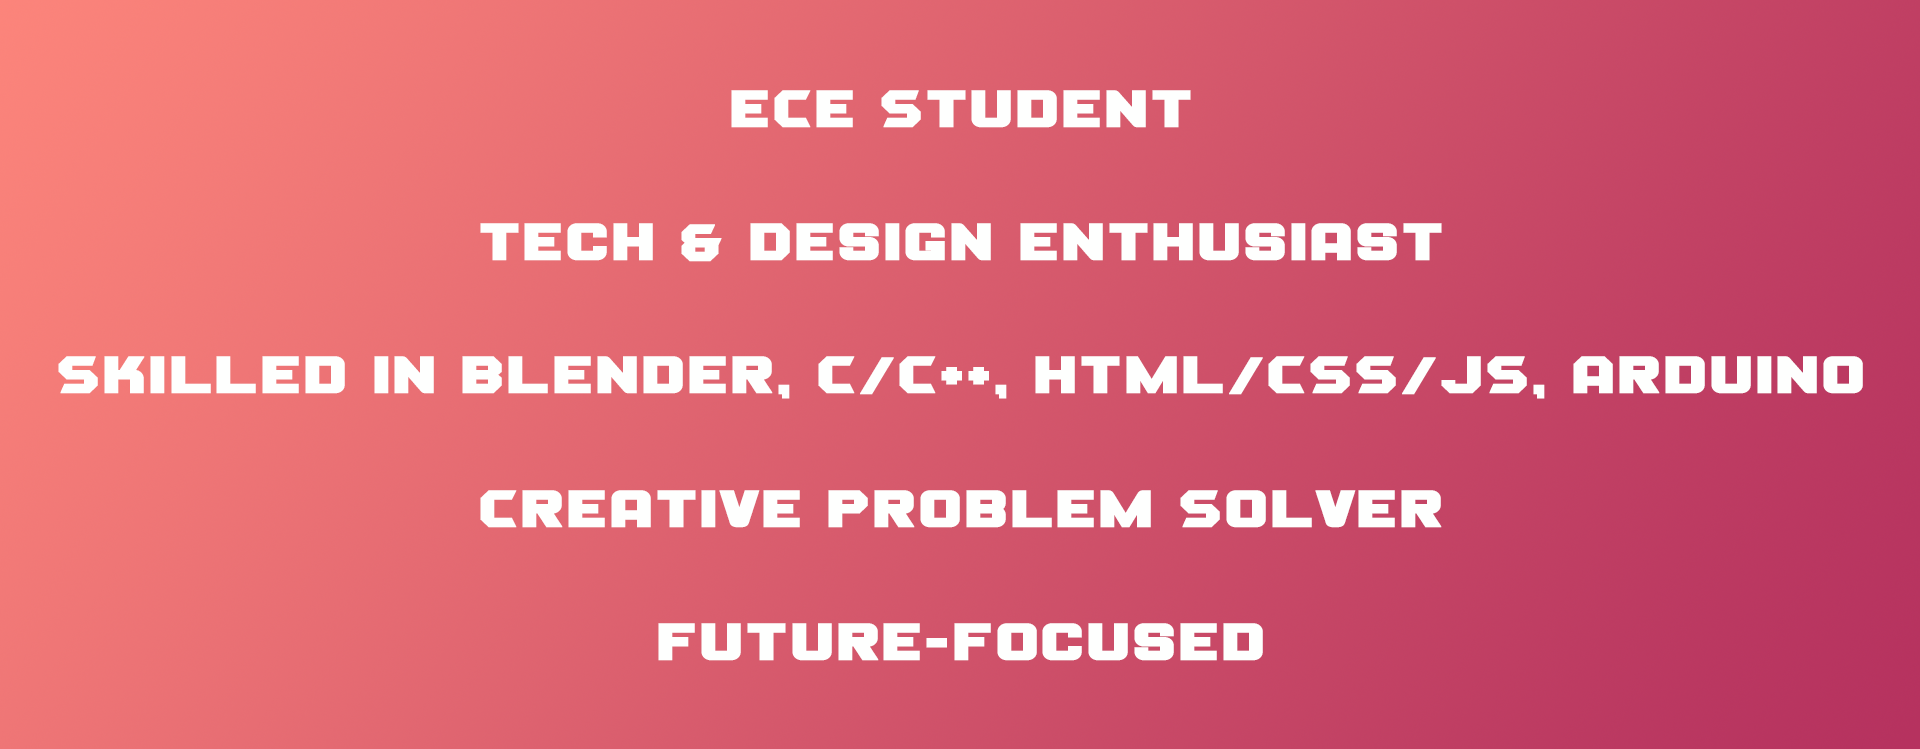 ECE STUDENT
TECH & DESIGN ENTHUSIAST
SKILLED IN BLENDER, C/C++, HTML/CSS/JS, ARDUINO
CREATIVE PROBLEM SOLVER
FUTURE-FOCUSED